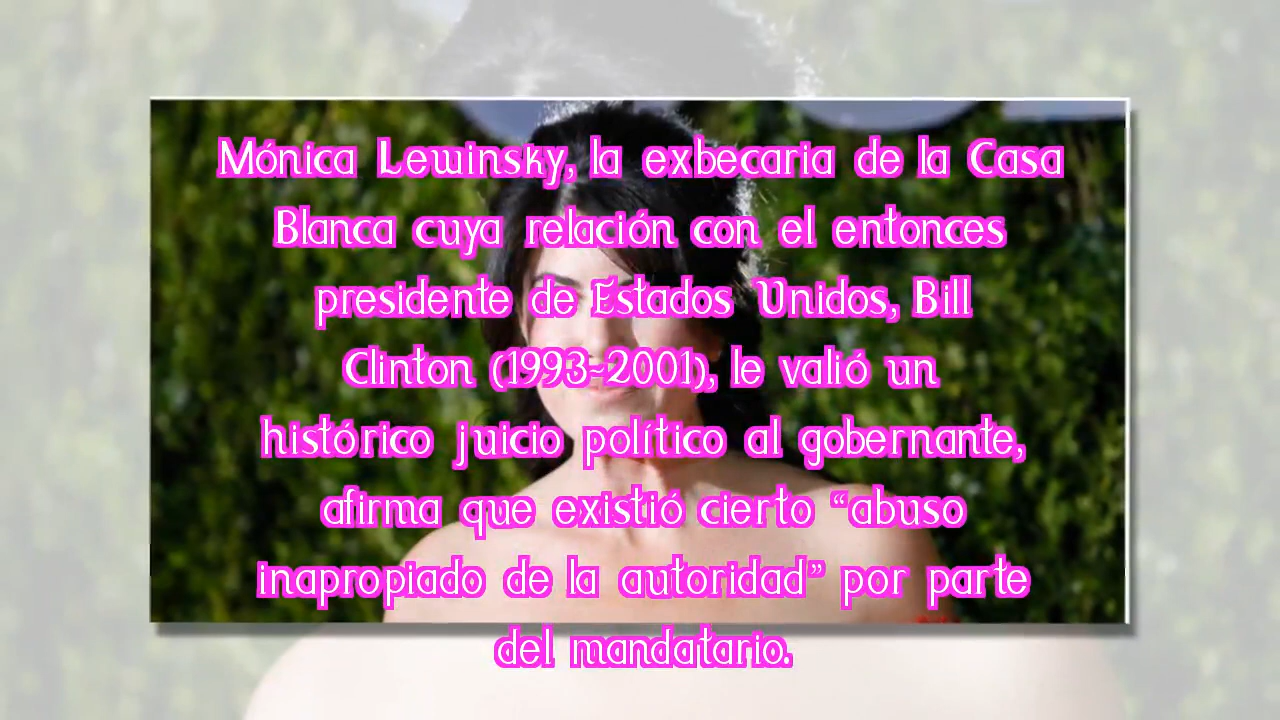 Mónica Lewinsky, la exbecaria de la Casa
Blanca cuya relación con el entonces
presidente de Estados Unidos, Bill
Clinton (1993-2001), le valió un
histórico juicio político al gobernante,
afirma que existió cierto “abuso
inapropiado de la autoridad” por parte
del mandatario.